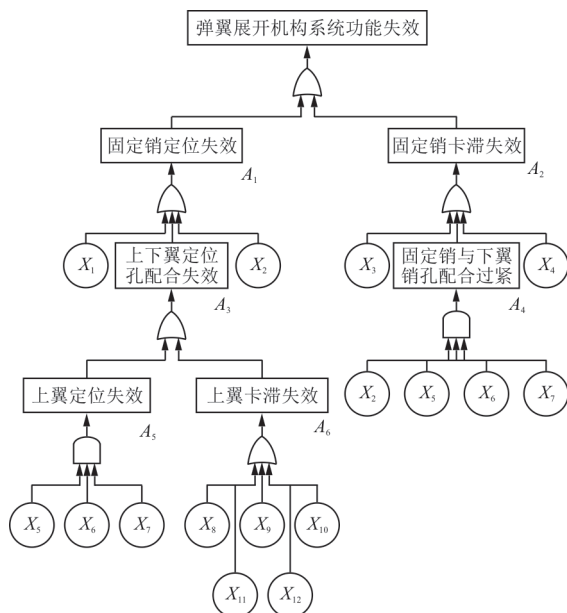 弹翼展开机构系统功能失效
固定销定位失效
固定销卡滞失效
A₁
A₂
X₁
上下翼定位
孔配合失效
X₂
X₃
固定销与下翼
销孔配合过紧
X₄
A₃
A₄
上翼定位失效
上翼卡滞失效
X₂
X₅
X₆
X₇
A₅
A₆
X₅
X₆
X₇
X₈
X₉
X₁₀
X₁₁
X₁₂